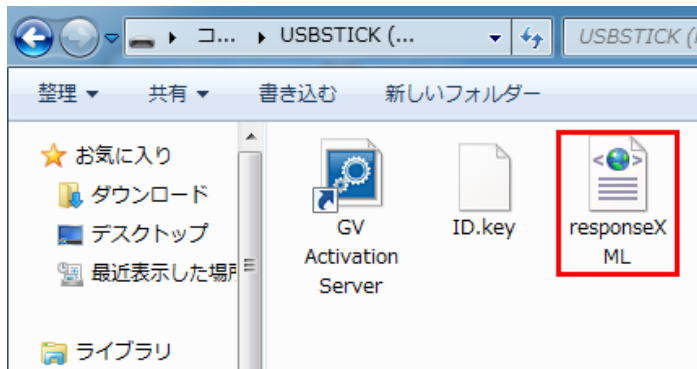 コ... USBSTICK (... USBSTICK (
整理 共有 書き込む 新しいフォルダー
お気に入り
ダウンロード
デスクトップ
最近表示した場所
ライブラリ
GV
Activation
Server
ID.key
responseX
ML